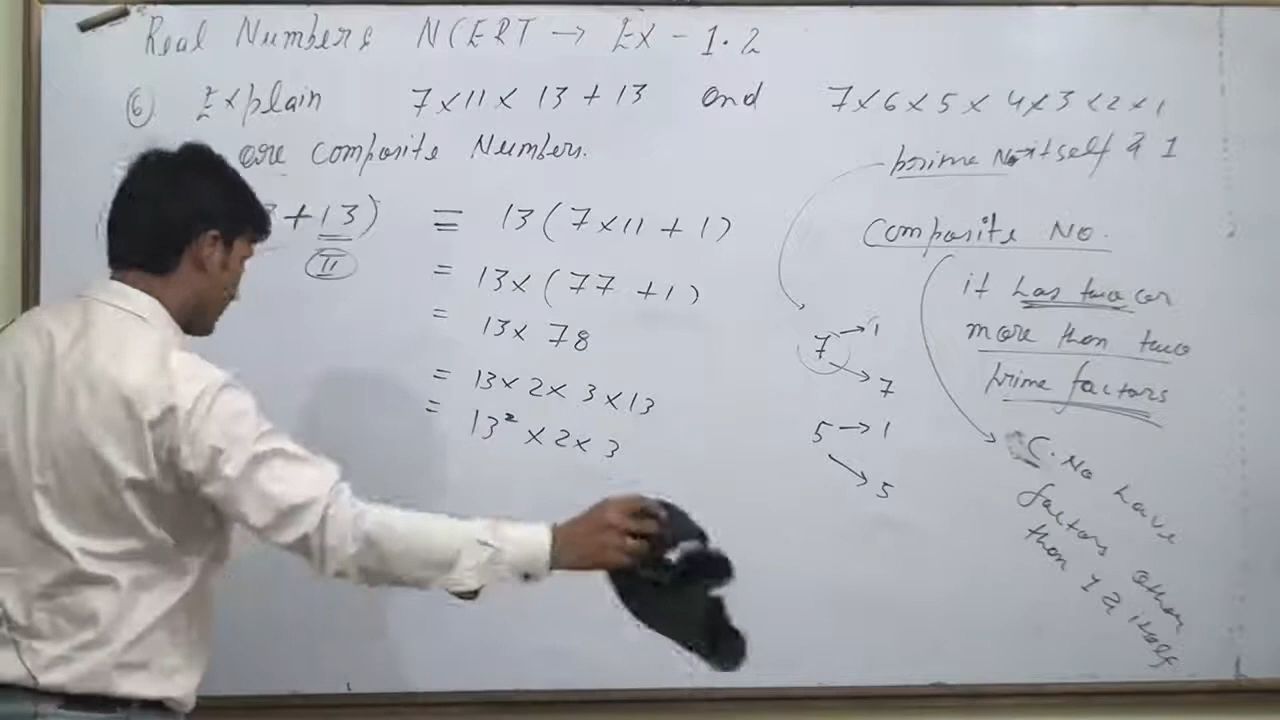 Real Numbers NCERT → EX - 1.2
⑥ Explain 7×11×13+13 and 7×6×5×4×3×2×1
are composite Numbers.
prime No → itself & 1
+13) = 13(7×11+1)
II
= 13×(77+1)
= 13×78
= 13×2×3×13
= 13²×2×3
Composite No.
it has two or
more than two
prime factors
7 → 1
→ 7
5 → 1
→ 5
C. No have
factors other
than 1 & itself